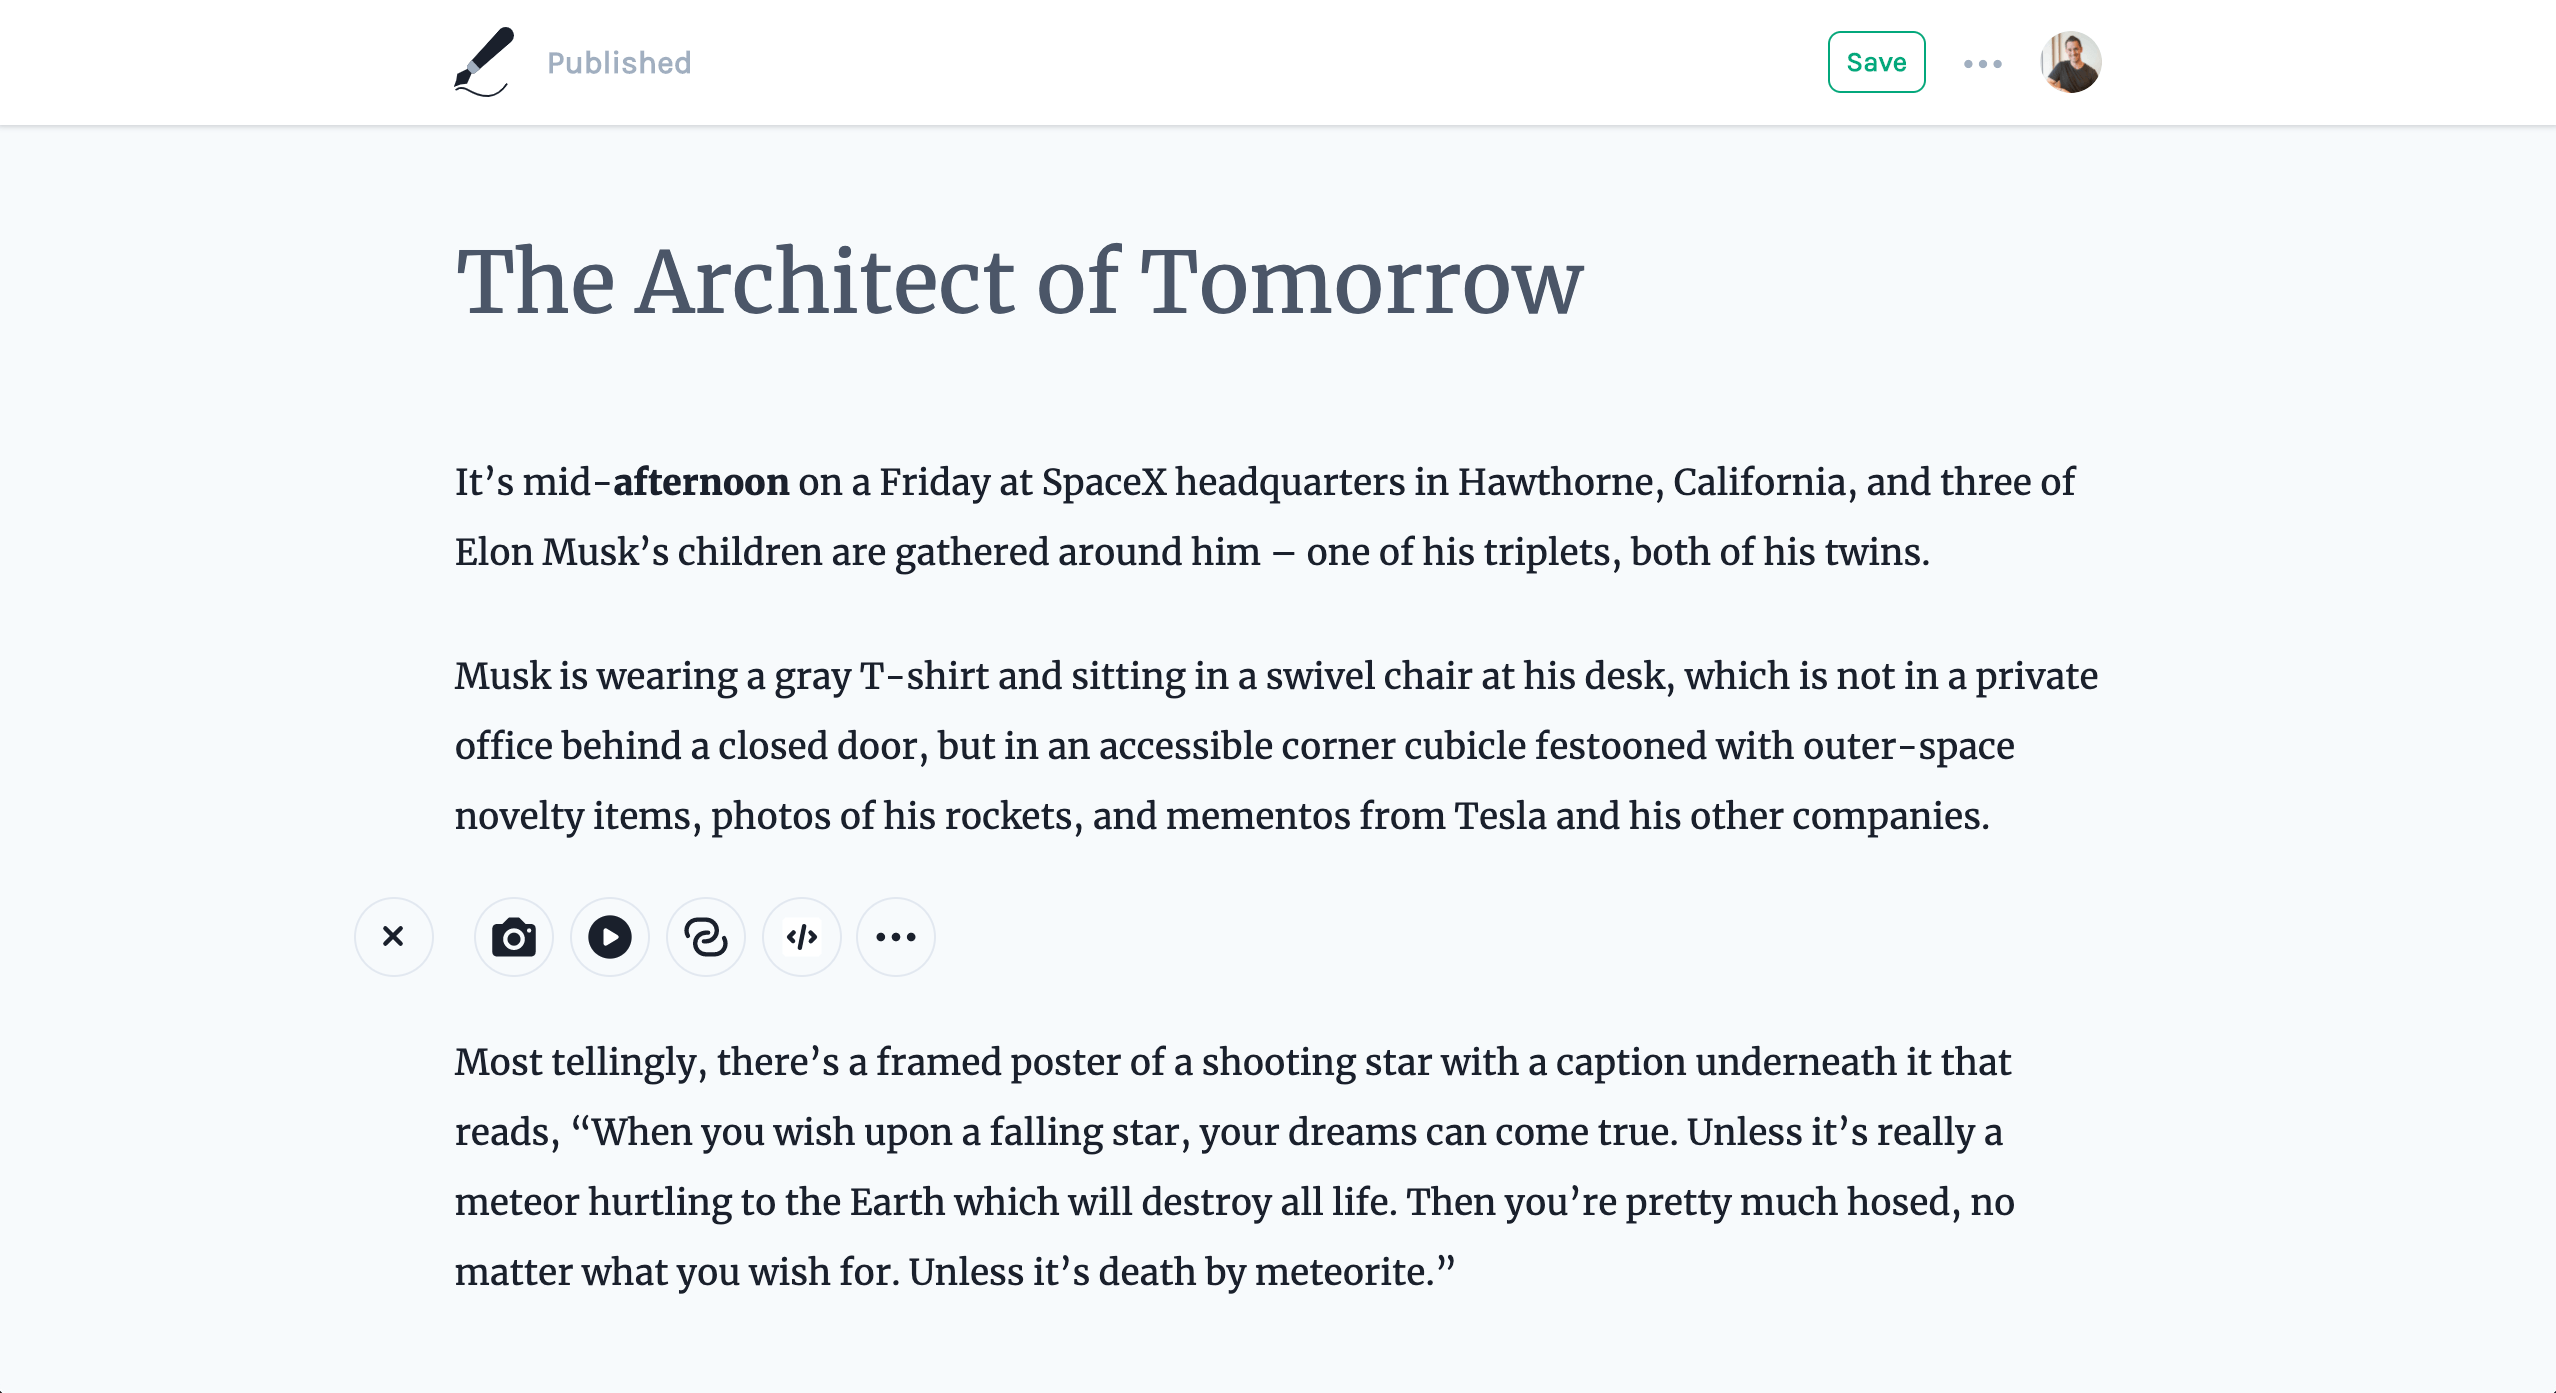 Published
Save
The Architect of Tomorrow
It’s mid-afternoon on a Friday at SpaceX headquarters in Hawthorne, California, and three of
Elon Musk’s children are gathered around him – one of his triplets, both of his twins.
Musk is wearing a gray T-shirt and sitting in a swivel chair at his desk, which is not in a private
office behind a closed door, but in an accessible corner cubicle festooned with outer-space
novelty items, photos of his rockets, and mementos from Tesla and his other companies.
Most tellingly, there’s a framed poster of a shooting star with a caption underneath it that
reads, “When you wish upon a falling star, your dreams can come true. Unless it’s really a
meteor hurtling to the Earth which will destroy all life. Then you’re pretty much hosed, no
matter what you wish for. Unless it’s death by meteorite.”